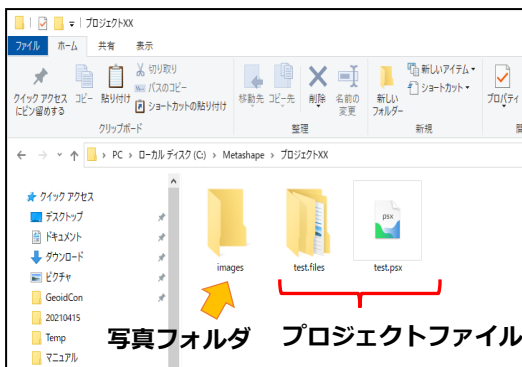 プロジェクトXX
ファイル ホーム 共有 表示
クイック アクセス にピン留めする
コピー
貼り付け
切り取り
パスのコピー
ショートカットの貼り付け
クリップボード
移動先
コピー先
削除
名前の変更
整理
新しいフォルダー
新しいアイテム
ショートカット
新規
プロパティ
PC > ローカル ディスク (C:) > Metashape > プロジェクトXX
クイック アクセス
デスクトップ
ドキュメント
ダウンロード
ピクチャ
GeoidCon
20210415
Temp
マニュアル
images
test.files
psx
test.psx
写真フォルダ
プロジェクトファイル